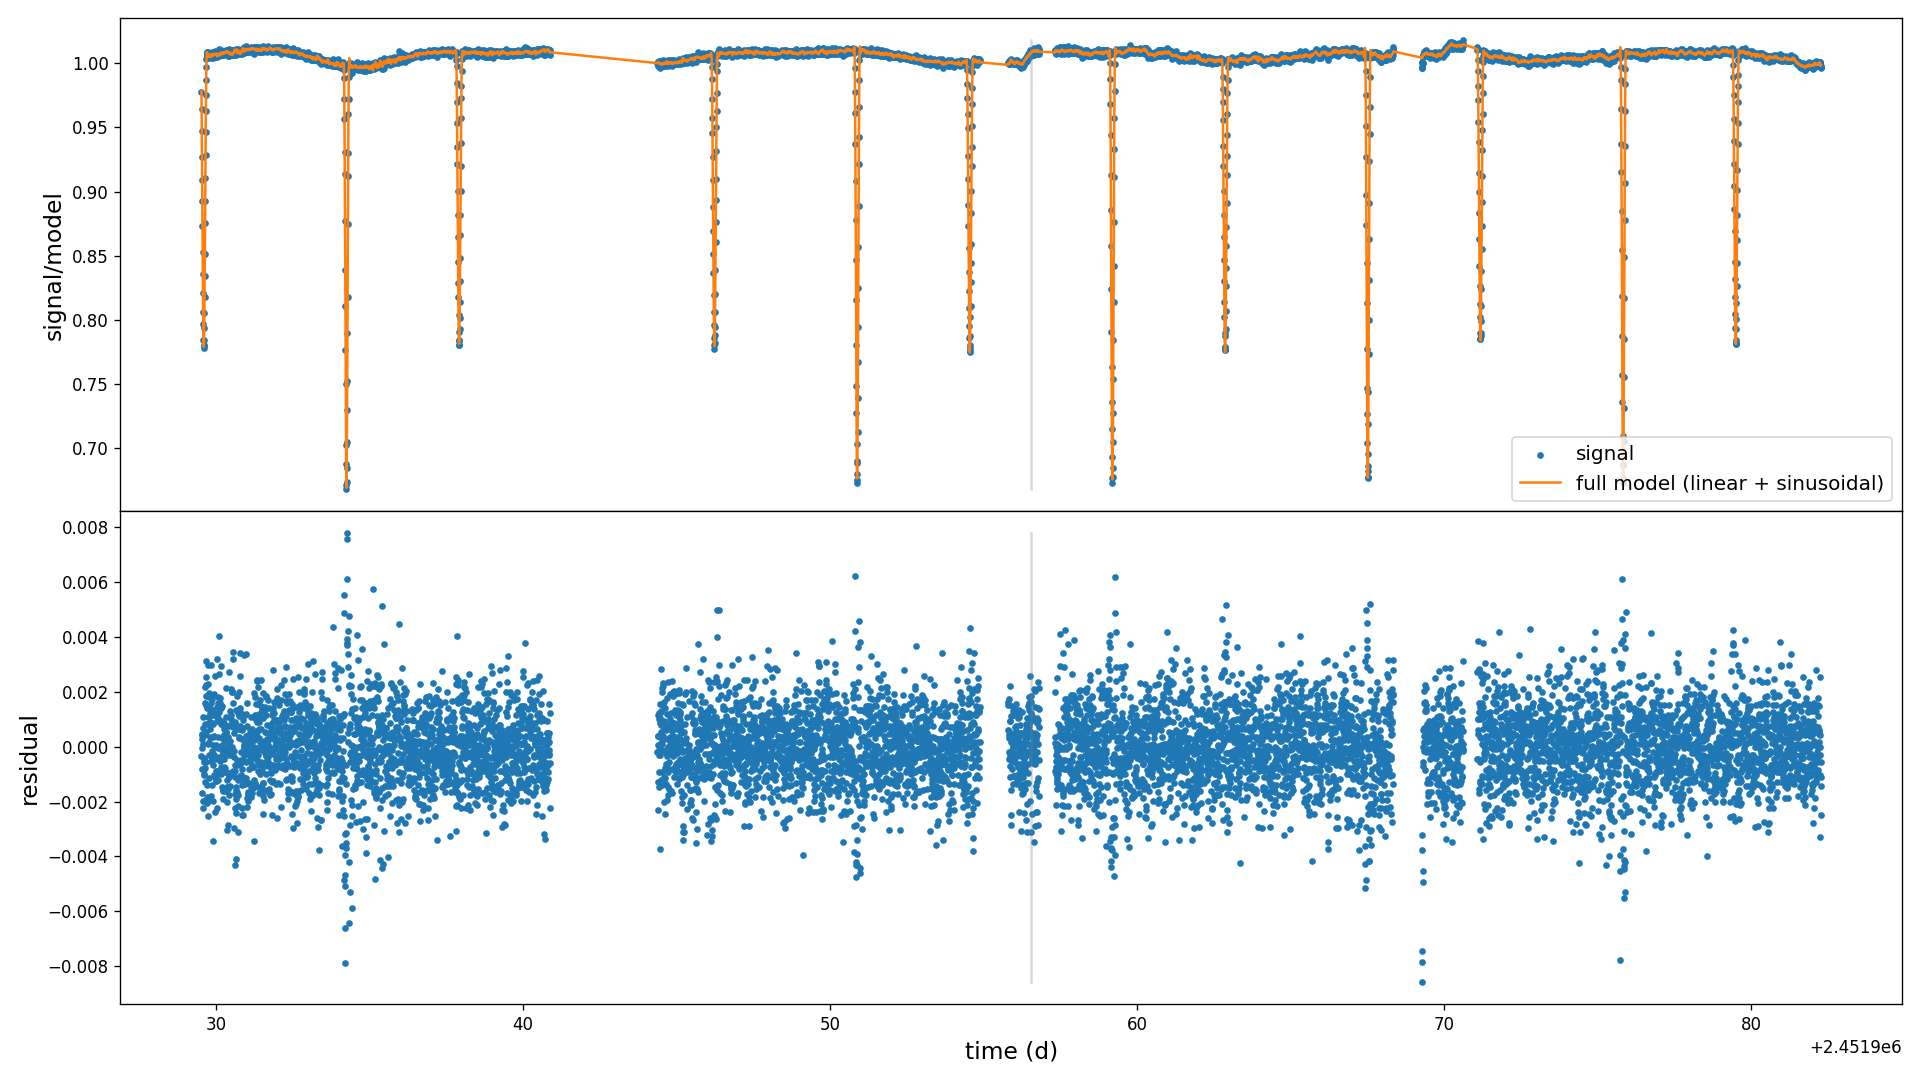 1.00
0.95
0.90
0.85
0.80
0.75
0.70
signal/model
signal
full model (linear + sinusoidal)
0.008
0.006
0.004
0.002
0.000
−0.002
−0.004
−0.006
−0.008
residual
30 40 50 60 70 80
time (d)
+2.4519e6